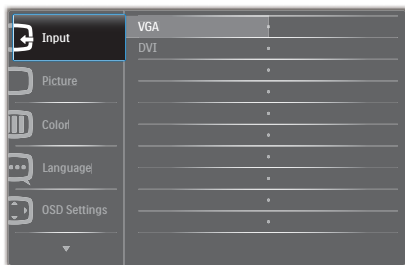 Input
Picture
Color
Language
OSD Settings
VGA
DVI